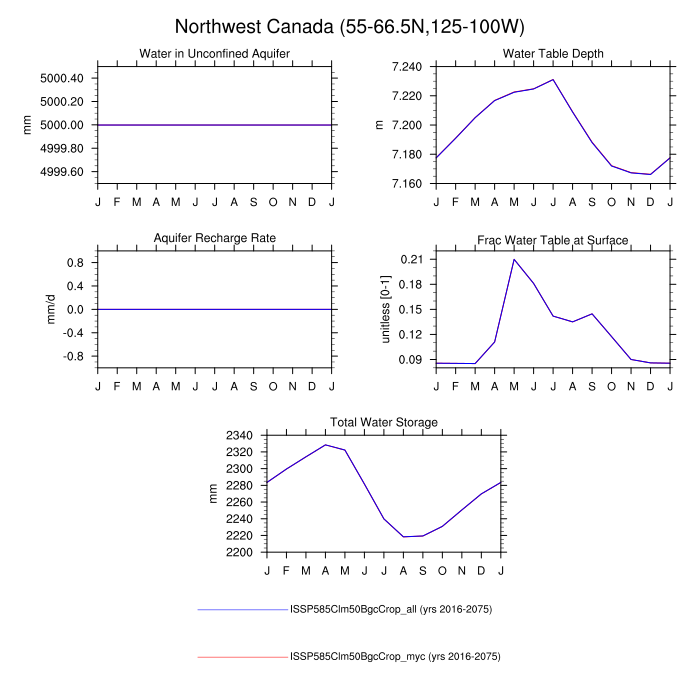 Northwest Canada (55-66.5N,125-100W)
Water in Unconfined Aquifer
5000.40
5000.20
5000.00
4999.80
4999.60
mm
J F M A M J J A S O N D J
Water Table Depth
7.240
7.220
7.200
7.180
7.160
m
J F M A M J J A S O N D J
Aquifer Recharge Rate
0.8
0.4
0.0
-0.4
-0.8
mm/d
J F M A M J J A S O N D J
Frac Water Table at Surface
0.21
0.18
0.15
0.12
0.09
unitless [0-1]
J F M A M J J A S O N D J
Total Water Storage
2340
2320
2300
2280
2260
2240
2220
2200
mm
J F M A M J J A S O N D J
ISSP585Clm50BgcCrop_all (yrs 2016-2075)
ISSP585Clm50BgcCrop_myc (yrs 2016-2075)